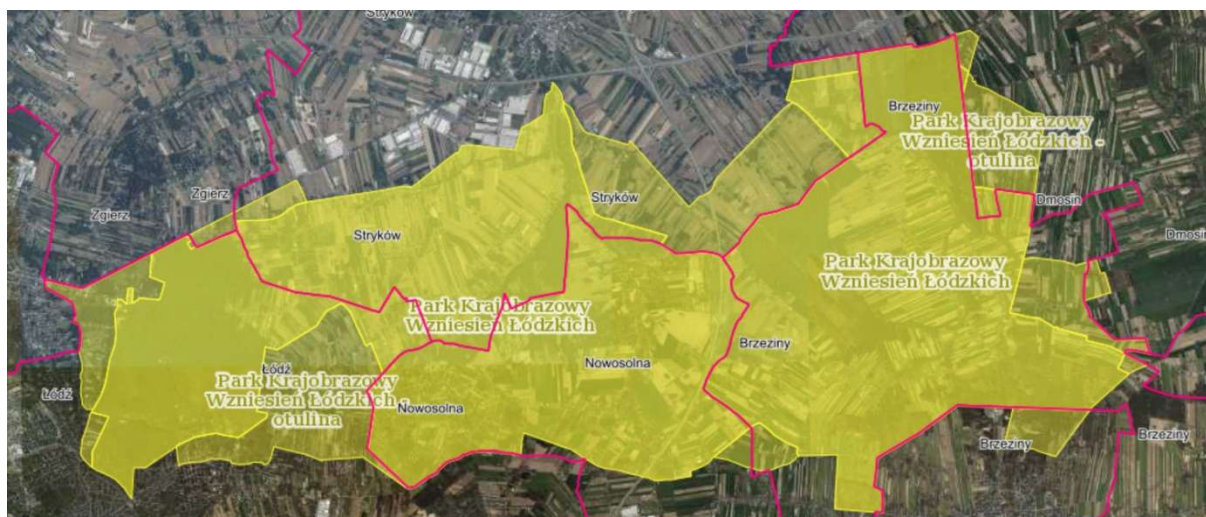 Stryków
Brzeziny
Park Krajobrazowy
Wzniesień Łódzkich -
otulina
Zgierz
Zgierz
Stryków
Dmosin
Stryków
Dmosin
Park Krajobrazowy
Wzniesień Łódzkich
Park Krajobrazowy
Wzniesień Łódzkich
Brzeziny
Nowosolna
Łódź
Park Krajobrazowy
Wzniesień Łódzkich -
otulina
Łódź
Nowosolna
Brzeziny
Brzeziny